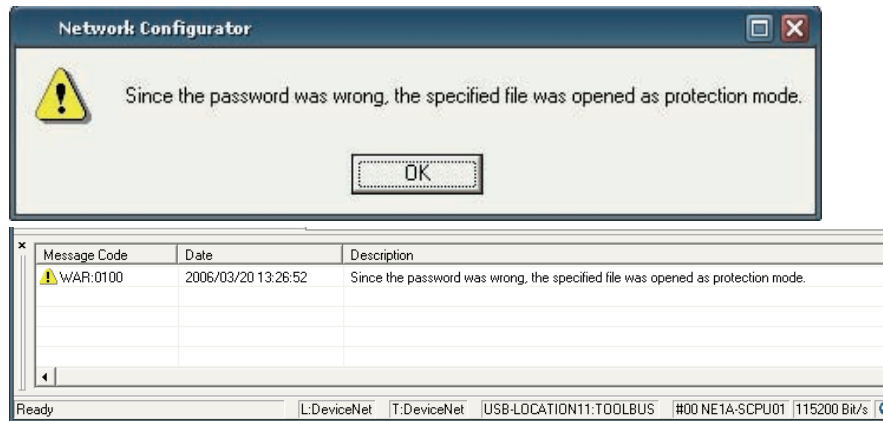 Network Configurator
Since the password was wrong, the specified file was opened as protection mode.
OK
Message Code Date Description
WAR:0100 2006/03/20 13:26:52 Since the password was wrong, the specified file was opened as protection mode.
Ready L:DeviceNet T:DeviceNet USB-LOCATION11:TOOLBUS #00 NE1A-SCPU01 115200 Bit/s